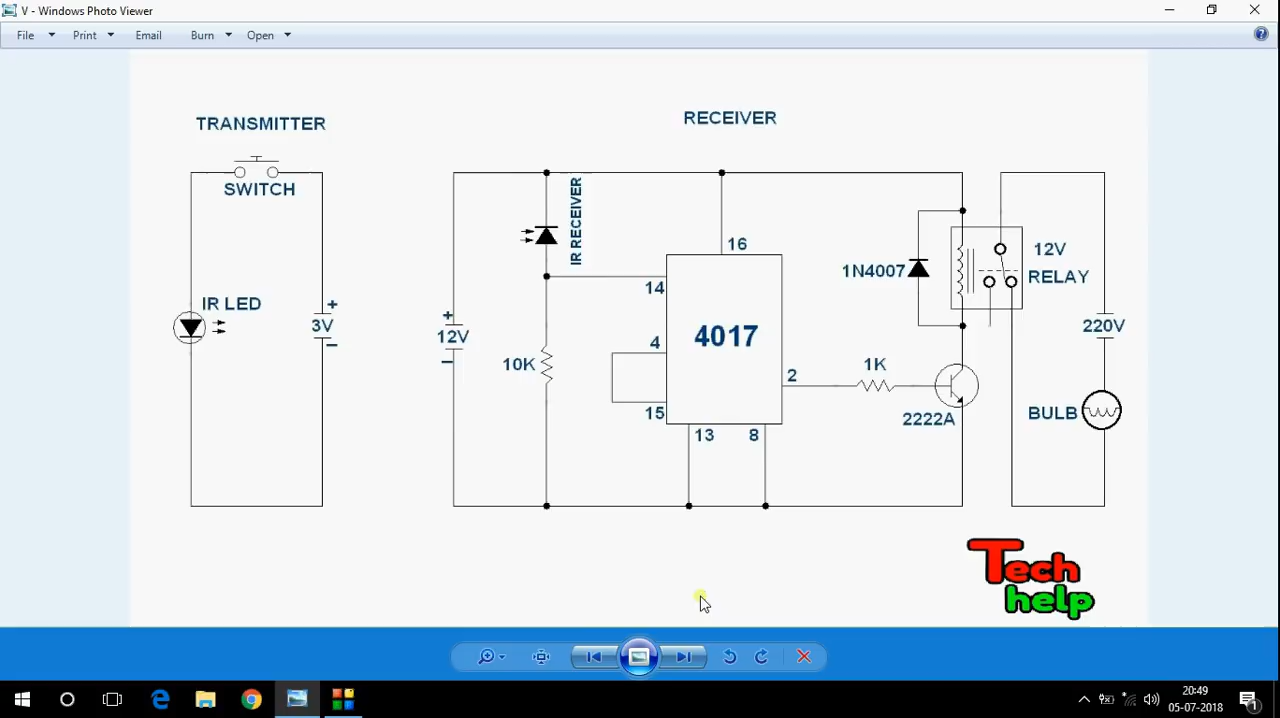 V - Windows Photo Viewer
File Print Email Burn Open
TRANSMITTER
RECEIVER
SWITCH
IR LED
+
3V
−
+
12V
−
IR RECEIVER
10K
16
14
4
15
4017
13
8
2
1K
1N4007
2222A
12V
RELAY
220V
BULB
Tech
help
20:49
05-07-2018
1